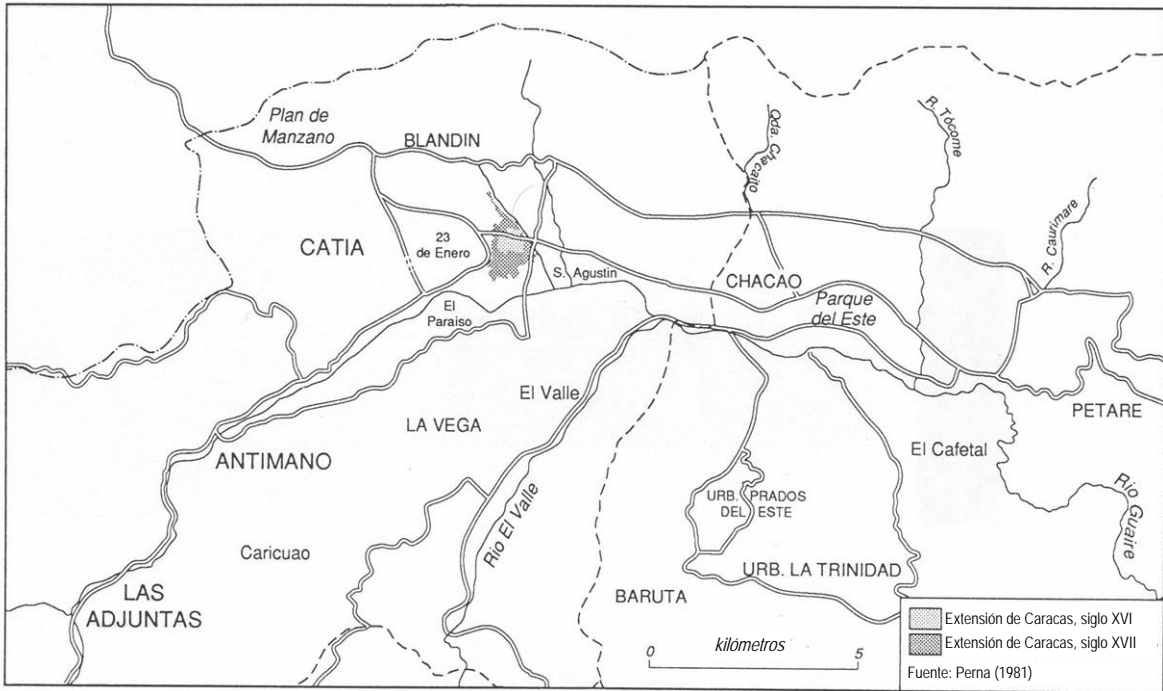 Plan de
Manzano
BLANDIN
Qda. Chacaito
R. Tócome
R. Caurimare
CATIA
23
de Enero
S. Agustin
CHACAO
Parque
del Este
El
Paraiso
El Valle
LA VEGA
PETARE
ANTIMANO
El Cafetal
URB. PRADOS
DEL ESTE
Rio El Valle
Rio Guaire
Caricuao
URB. LA TRINIDAD
LAS
ADJUNTAS
BARUTA
kilómetros
0 5
Extensión de Caracas, siglo XVI
Extensión de Caracas, siglo XVII
Fuente: Perna (1981)